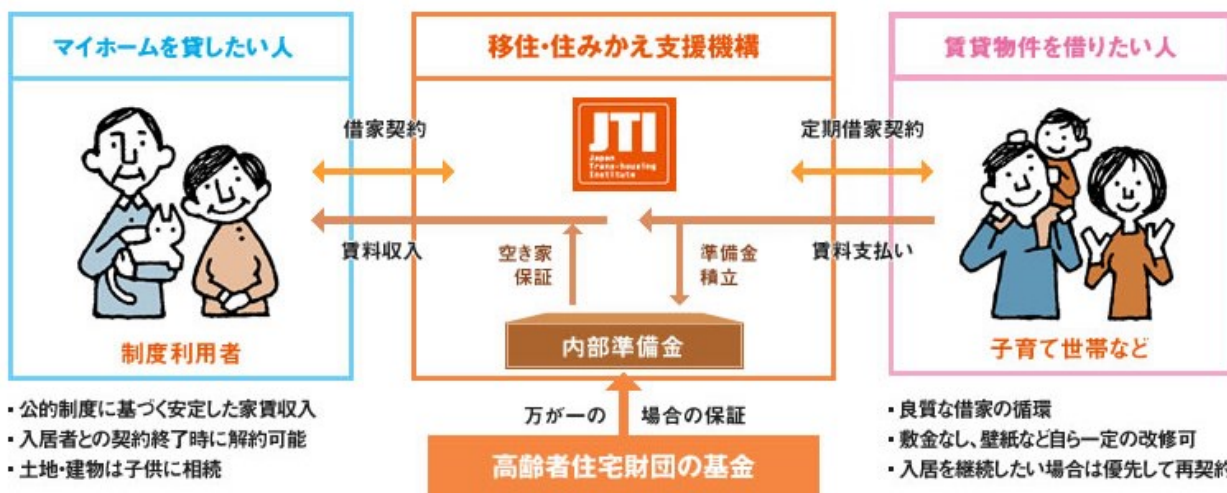 マイホームを貸したい人
移住・住みかえ支援機構
賃貸物件を借りたい人
借家契約
JTI
Japan
Trans-housing
Institute
定期借家契約
賃料収入
空き家
保証
準備金
積立
賃料支払い
内部準備金
制度利用者
子育て世帯など
▪ 公的制度に基づく安定した家賃収入
▪ 入居者との契約終了時に解約可能
▪ 土地・建物は子供に相続
万が一の 場合の保証
高齢者住宅財団の基金
▪ 良質な借家の循環
▪ 敷金なし、壁紙など自ら一定の改修可
▪ 入居を継続したい場合は優先して再契約